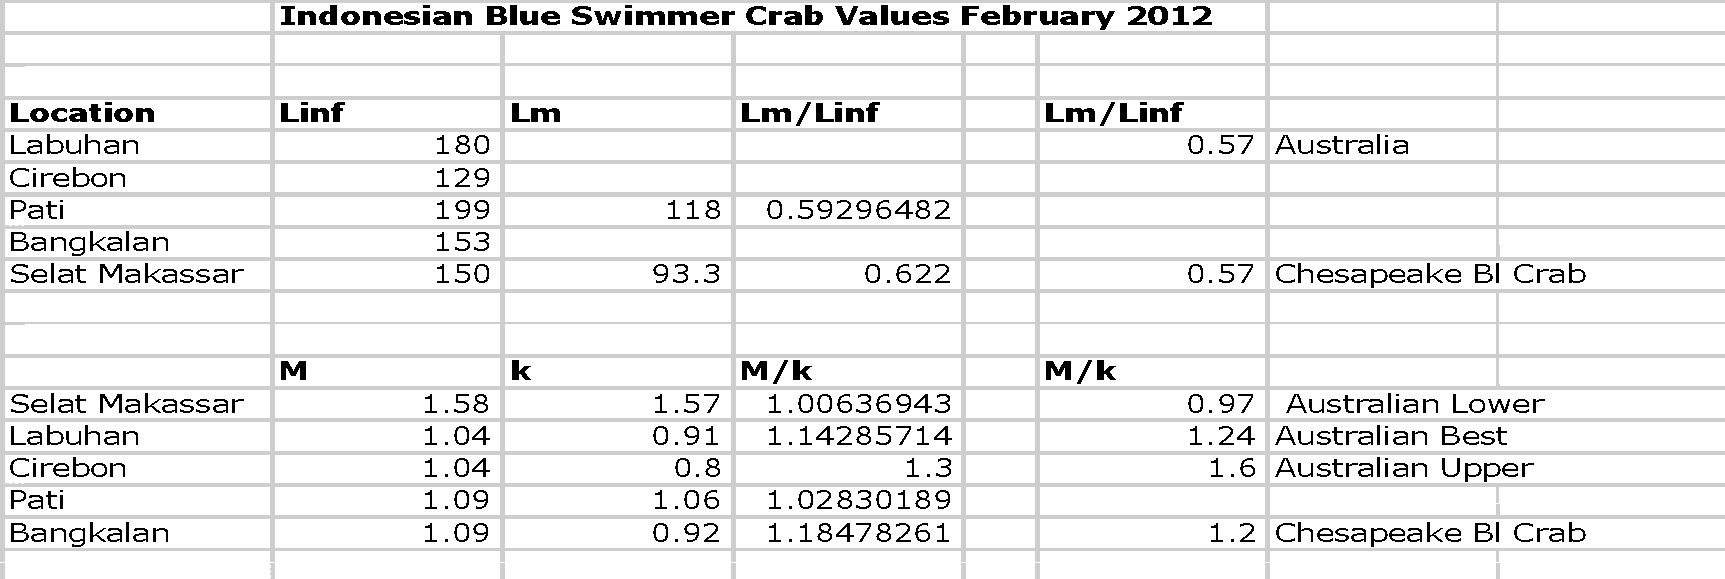 Indonesian Blue Swimmer Crab Values February 2012
Location Linf Lm Lm/Linf Lm/Linf
Labuhan 180 0.57 Australia
Cirebon 129
Pati 199 118 0.59296482
Bangkalan 153
Selat Makassar 150 93.3 0.622 0.57 Chesapeake Bl Crab
M k M/k M/k
Selat Makassar 1.58 1.57 1.00636943 0.97 Australian Lower
Labuhan 1.04 0.91 1.14285714 1.24 Australian Best
Cirebon 1.04 0.8 1.3 1.6 Australian Upper
Pati 1.09 1.06 1.02830189
Bangkalan 1.09 0.92 1.18478261 1.2 Chesapeake Bl Crab